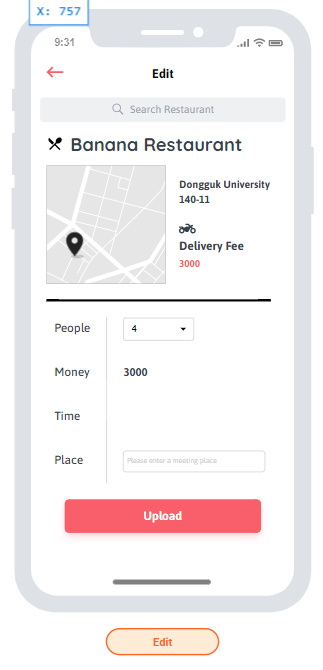 X: 757
9:31
Edit
Search Restaurant
Banana Restaurant
Dongguk University
140-11
Delivery Fee
3000
People
4
Money
3000
Time
Place
Please enter a meeting place
Upload
Edit